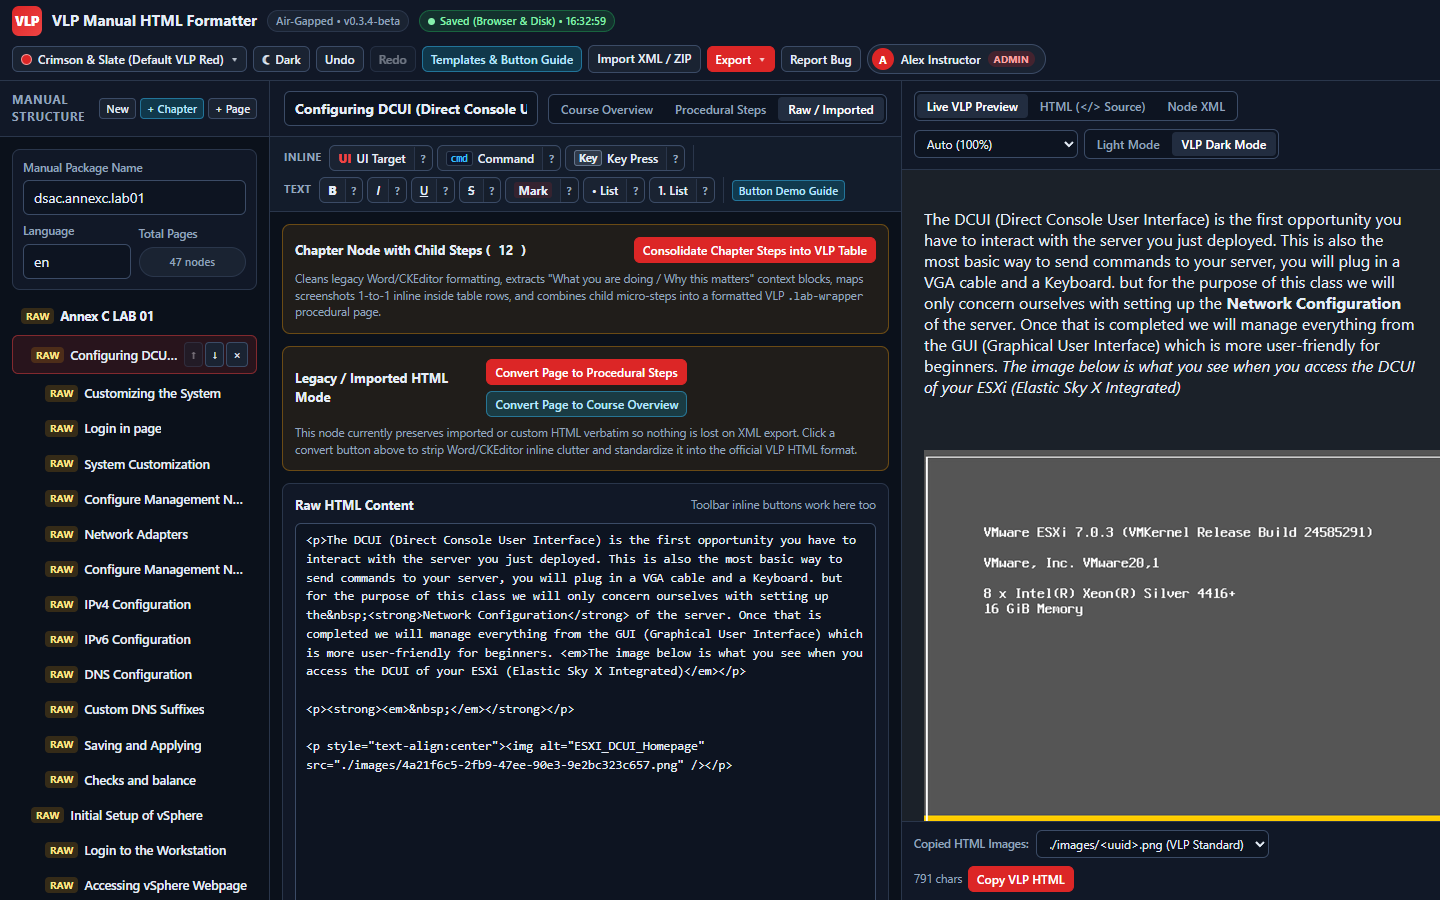 VLP VLP Manual HTML Formatter Air-Gapped • v0.3.4-beta Saved (Browser & Disk) • 16:32:59
Crimson & Slate (Default VLP Red) Dark Undo Redo Templates & Button Guide Import XML / ZIP Export Report Bug A Alex Instructor ADMIN
MANUAL STRUCTURE New + Chapter + Page
Manual Package Name
dsac.annexc.lab01
Language Total Pages
en 47 nodes
RAW Annex C LAB 01
RAW Configuring DCU... ↑ ↓ ×
RAW Customizing the System
RAW Login in page
RAW System Customization
RAW Configure Management N...
RAW Network Adapters
RAW Configure Management N...
RAW IPv4 Configuration
RAW IPv6 Configuration
RAW DNS Configuration
RAW Custom DNS Suffixes
RAW Saving and Applying
RAW Checks and balance
RAW Initial Setup of vSphere
RAW Login to the Workstation
RAW Accessing vSphere Webpage
Configuring DCUI (Direct Console U Course Overview Procedural Steps Raw / Imported
INLINE UI UI Target ? cmd Command ? Key Key Press ?
TEXT B ? I ? U ? S ? Mark ? • List ? 1. List ? Button Demo Guide
Chapter Node with Child Steps ( 12 ) Consolidate Chapter Steps into VLP Table
Cleans legacy Word/CKEditor formatting, extracts "What you are doing / Why this matters" context blocks, maps
screenshots 1-to-1 inline inside table rows, and combines child micro-steps into a formatted VLP .lab-wrapper
procedural page.
Legacy / Imported HTML Mode
Convert Page to Procedural Steps
Convert Page to Course Overview
This node currently preserves imported or custom HTML verbatim so nothing is lost on XML export. Click a
convert button above to strip Word/CKEditor inline clutter and standardize it into the official VLP HTML format.
Raw HTML Content Toolbar inline buttons work here too
<p>The DCUI (Direct Console User Interface) is the first opportunity you have to
interact with the server you just deployed. This is also the most basic way to
send commands to your server, you will plug in a VGA cable and a Keyboard. but
for the purpose of this class we will only concern ourselves with setting up
the&nbsp;<strong>Network Configuration</strong> of the server. Once that is
completed we will manage everything from the GUI (Graphical User Interface) which
is more user-friendly for beginners. <em>The image below is what you see when you
access the DCUI of your ESXi (Elastic Sky X Integrated)</em></p>
<p><strong><em>&nbsp;</em></strong></p>
<p style="text-align:center"><img alt="ESXI_DCUI_Homepage"
src="./images/4a21f6c5-2fb9-47ee-90e3-9e2bc323c657.png" /></p>
Live VLP Preview HTML (</> Source) Node XML
Auto (100%) Light Mode VLP Dark Mode
The DCUI (Direct Console User Interface) is the first opportunity you
have to interact with the server you just deployed. This is also the
most basic way to send commands to your server, you will plug in a
VGA cable and a Keyboard. but for the purpose of this class we will
only concern ourselves with setting up the Network Configuration
of the server. Once that is completed we will manage everything from
the GUI (Graphical User Interface) which is more user-friendly for
beginners. The image below is what you see when you access the DCUI
of your ESXi (Elastic Sky X Integrated)
VMware ESXi 7.0.3 (VMKernel Release Build 24585291)
VMware, Inc. VMware20,1
8 x Intel(R) Xeon(R) Silver 4416+
16 GiB Memory
Copied HTML Images: ./images/<uuid>.png (VLP Standard)
791 chars Copy VLP HTML